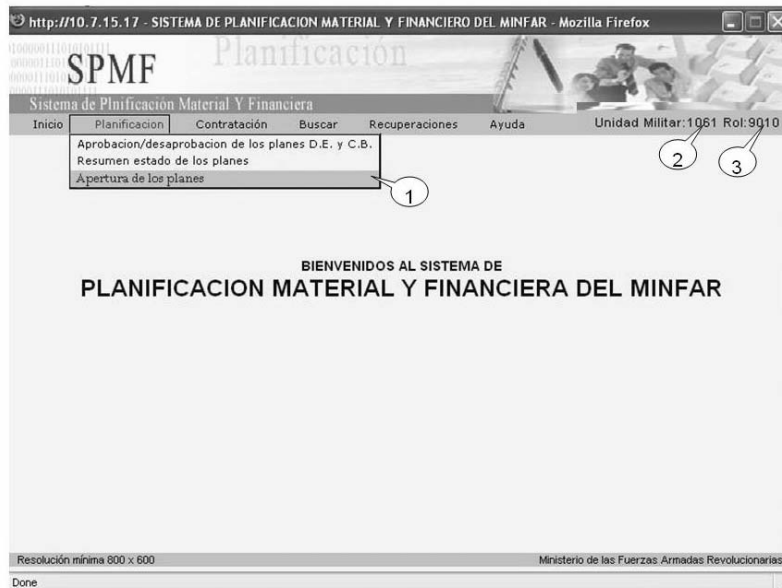 http://10.7.15.17 - SISTEMA DE PLANIFICACION MATERIAL Y FINANCIERO DEL MINFAR - Mozilla Firefox
Planificación
SPMF
Sistema de Plnificación Material Y Financiera
Inicio Planificacion Contratación Buscar Recuperaciones Ayuda Unidad Militar:1061 Rol:9010
Aprobacion/desaprobacion de los planes D.E. y C.B.
Resumen estado de los planes
Apertura de los planes
1
2
3
BIENVENIDOS AL SISTEMA DE
PLANIFICACION MATERIAL Y FINANCIERA DEL MINFAR
Resolución mínima 800 x 600 Ministerio de las Fuerzas Armadas Revolucionarias
Done